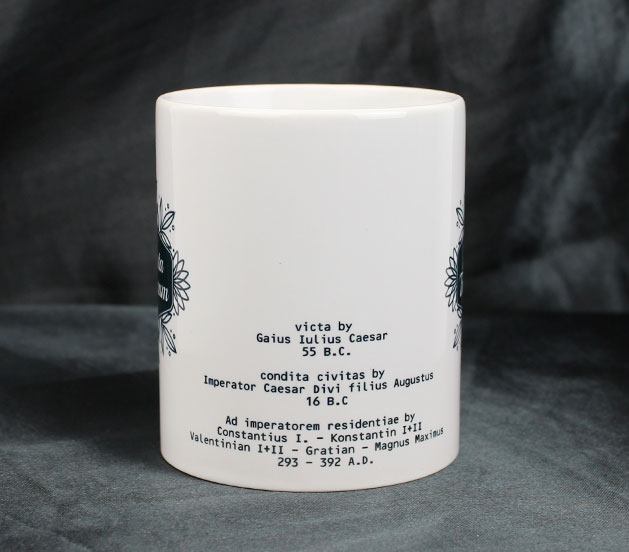 victa by
Gaius Iulius Caesar
55 B.C.
condita civitas by
Imperator Caesar Divi filius Augustus
16 B.C
Ad imperatorem residentiae by
Constantius I. - Konstantin I+II
Valentinian I+II - Gratian - Magnus Maximus
293 - 392 A.D.